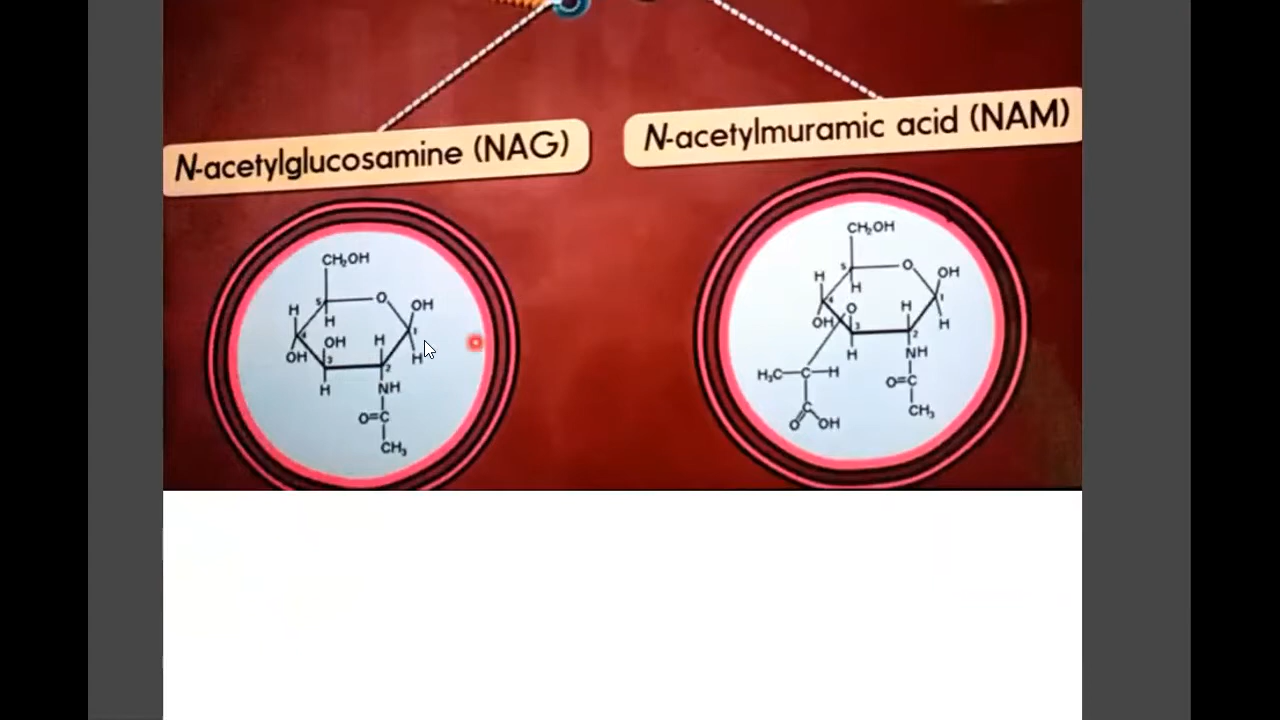 N-acetylglucosamine (NAG)
N-acetylmuramic acid (NAM)
CH₂OH
5
O
OH
H
H
4
1
OH
OH
H
H
3
2
H
NH
O=C
CH₃
CH₂OH
5
O
OH
H
H
4
1
OH
O
H
H
3
2
H
NH
H₃C—C—H
O=C
CH₃
C
O
OH